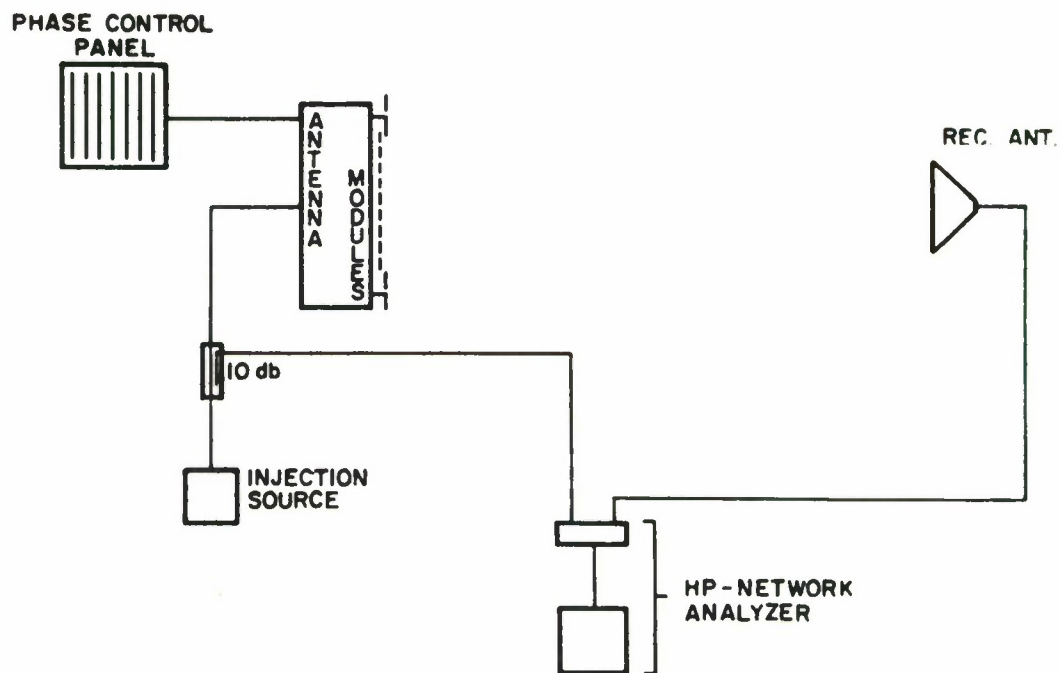 PHASE CONTROL
PANEL
ANTENNA
MODULES
REC. ANT.
10 db
INJECTION
SOURCE
HP-NETWORK
ANALYZER